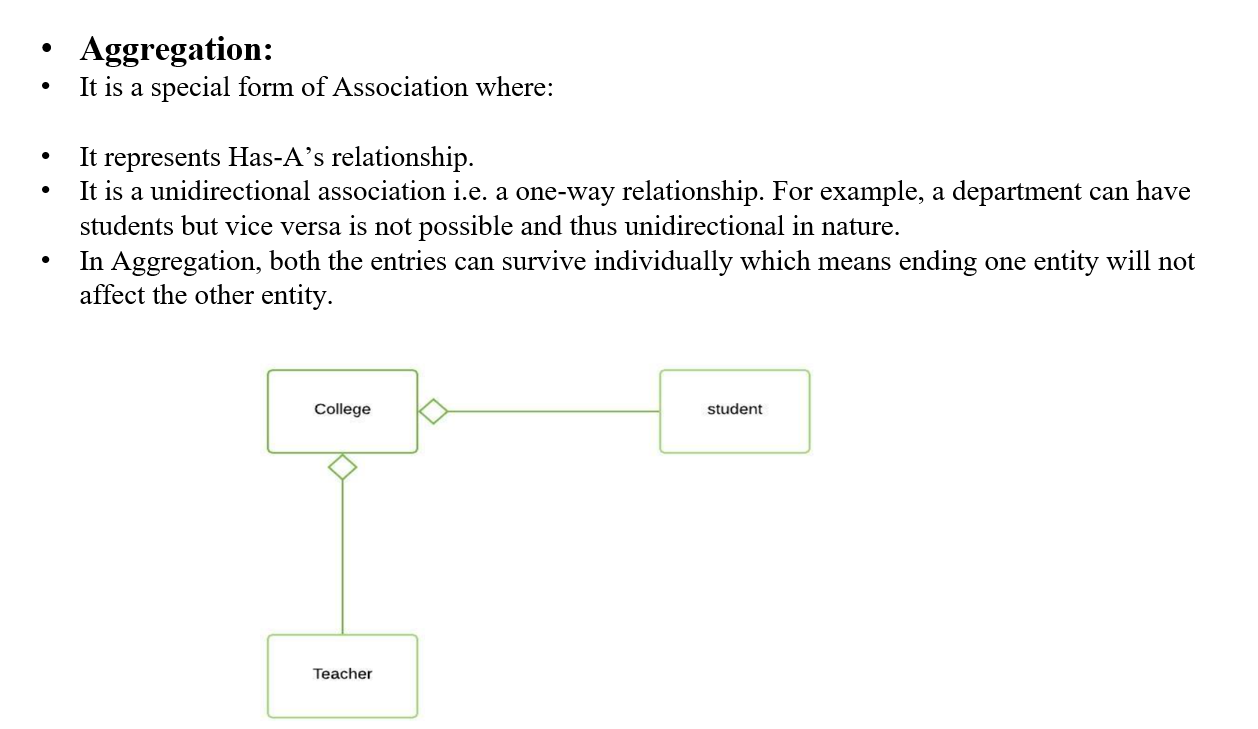 • Aggregation:
• It is a special form of Association where:
• It represents Has-A’s relationship.
• It is a unidirectional association i.e. a one-way relationship. For example, a department can have
students but vice versa is not possible and thus unidirectional in nature.
• In Aggregation, both the entries can survive individually which means ending one entity will not
affect the other entity.
College
student
Teacher